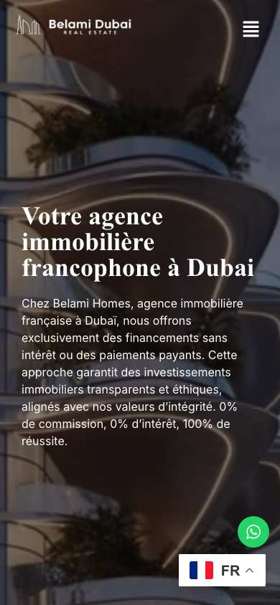 Belami Dubai
REAL ESTATE
Votre agence
immobilière
francophone à Dubai
Chez Belami Homes, agence immobilière
française à Dubaï, nous offrons
exclusivement des financements sans
intérêt ou des paiements payants. Cette
approche garantit des investissements
immobiliers transparents et éthiques,
alignés avec nos valeurs d’intégrité. 0%
de commission, 0% d’intérêt, 100% de
réussite.
FR